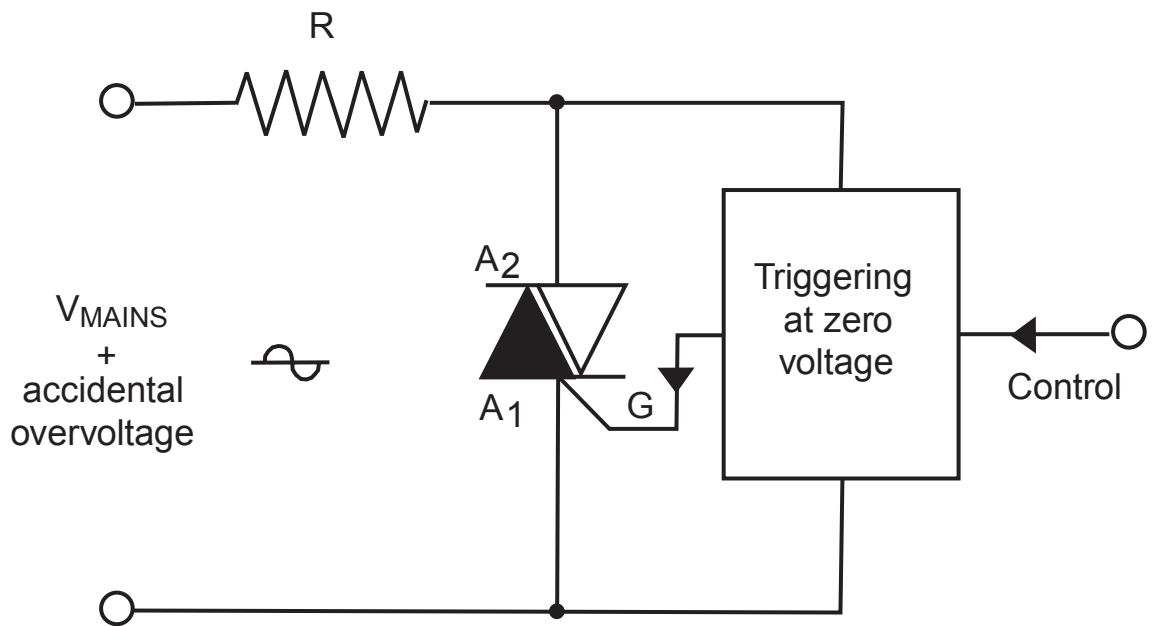 R
A2
Triggering
at zero
voltage
VMAINS
+
accidental
overvoltage
A1
G
Control